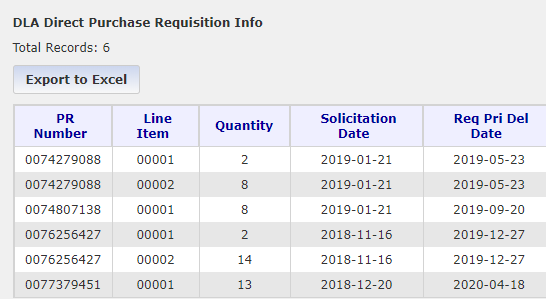 DLA Direct Purchase Requisition Info
Total Records: 6
Export to Excel
PR Number Line Item Quantity Solicitation Date Req Pri Del Date
0074279088 00001 2 2019-01-21 2019-05-23
0074279088 00002 8 2019-01-21 2019-05-23
0074807138 00001 8 2019-01-21 2019-09-20
0076256427 00001 2 2018-11-16 2019-12-27
0076256427 00002 14 2018-11-16 2019-12-27
0077379451 00001 13 2018-12-20 2020-04-18